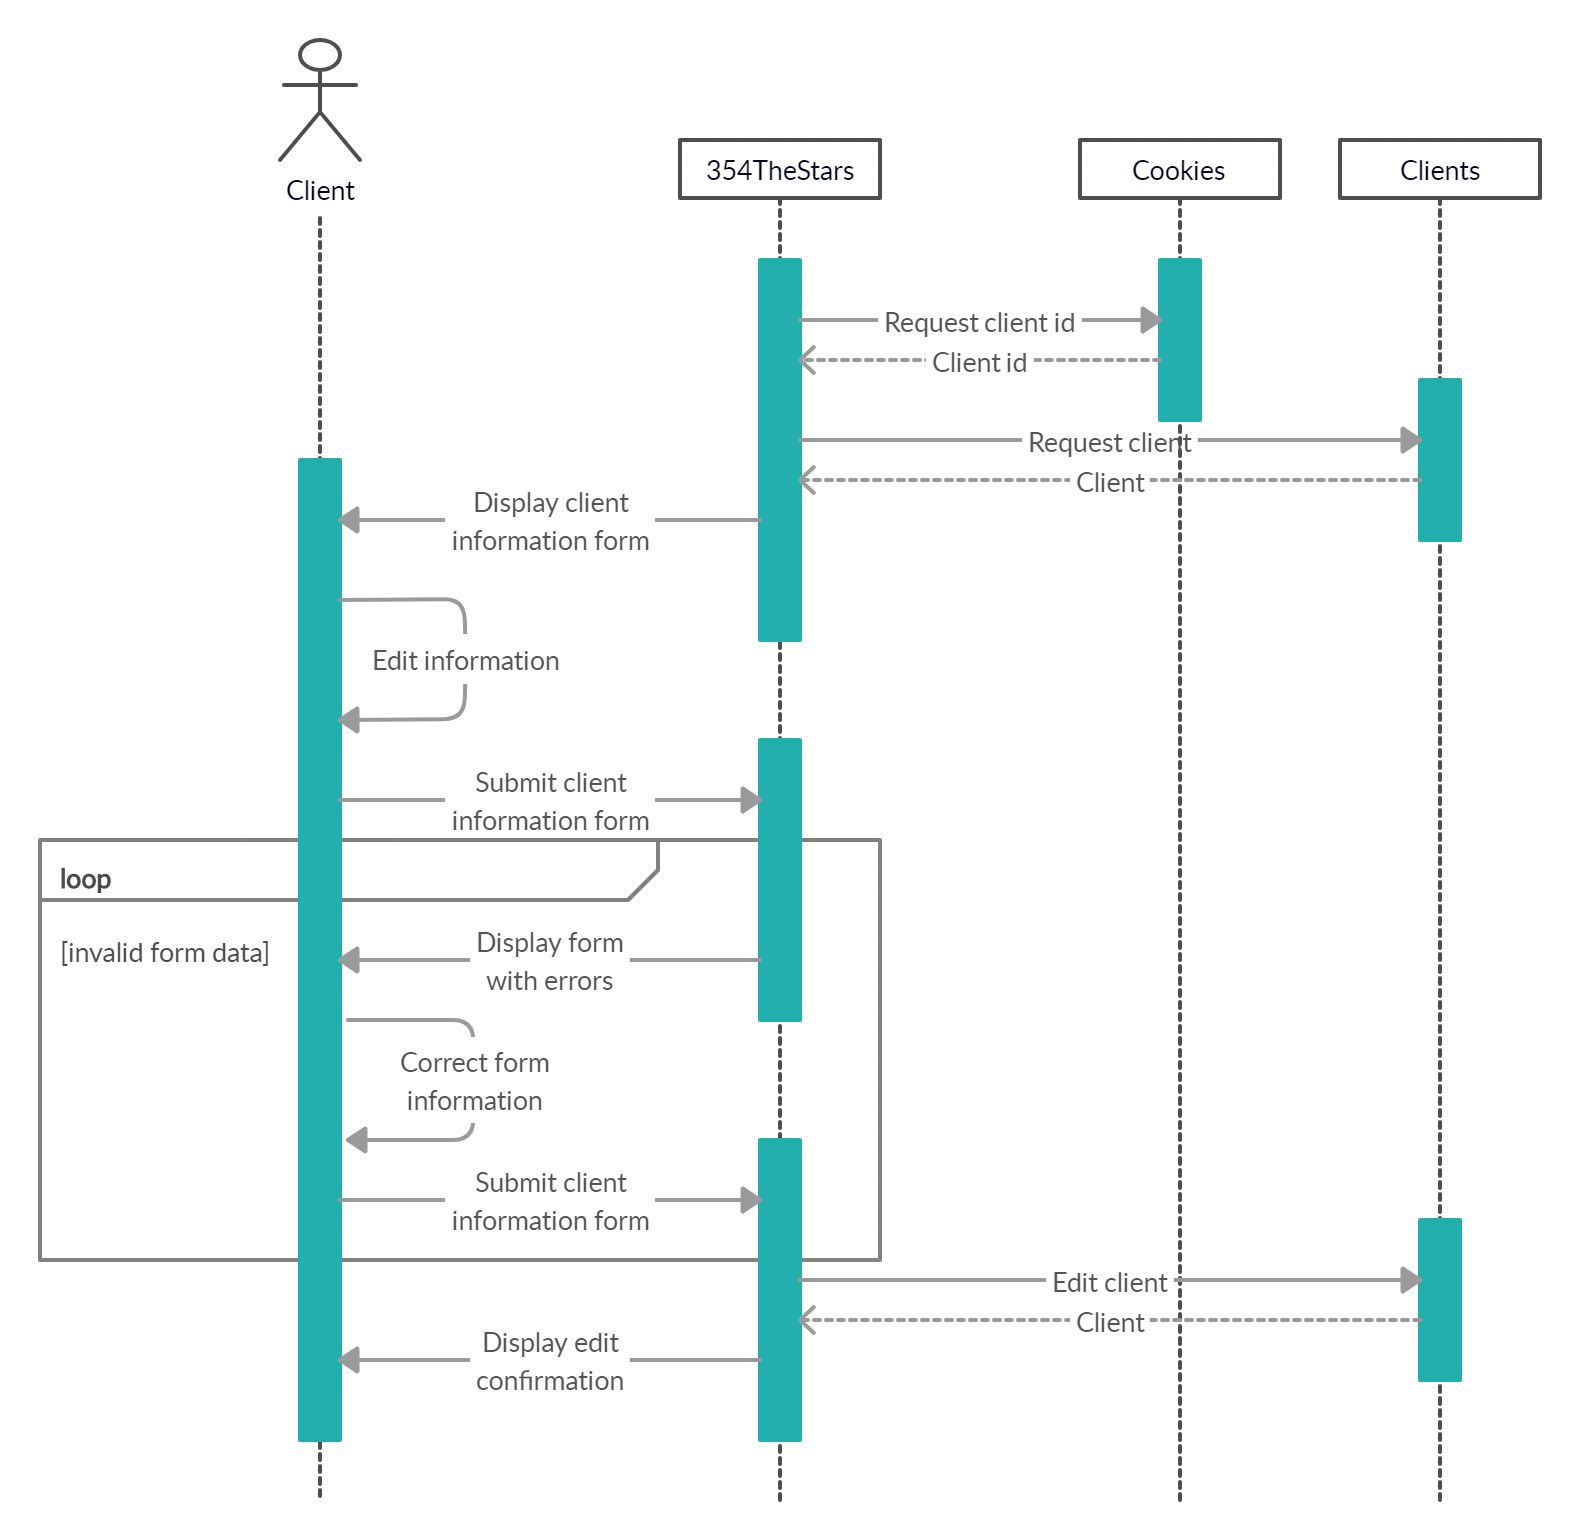 Client
354TheStars
Cookies
Clients
Request client id
Client id
Request client
Client
Display client
information form
Edit information
Submit client
information form
loop
[invalid form data]
Display form
with errors
Correct form
information
Submit client
information form
Edit client
Client
Display edit
confirmation